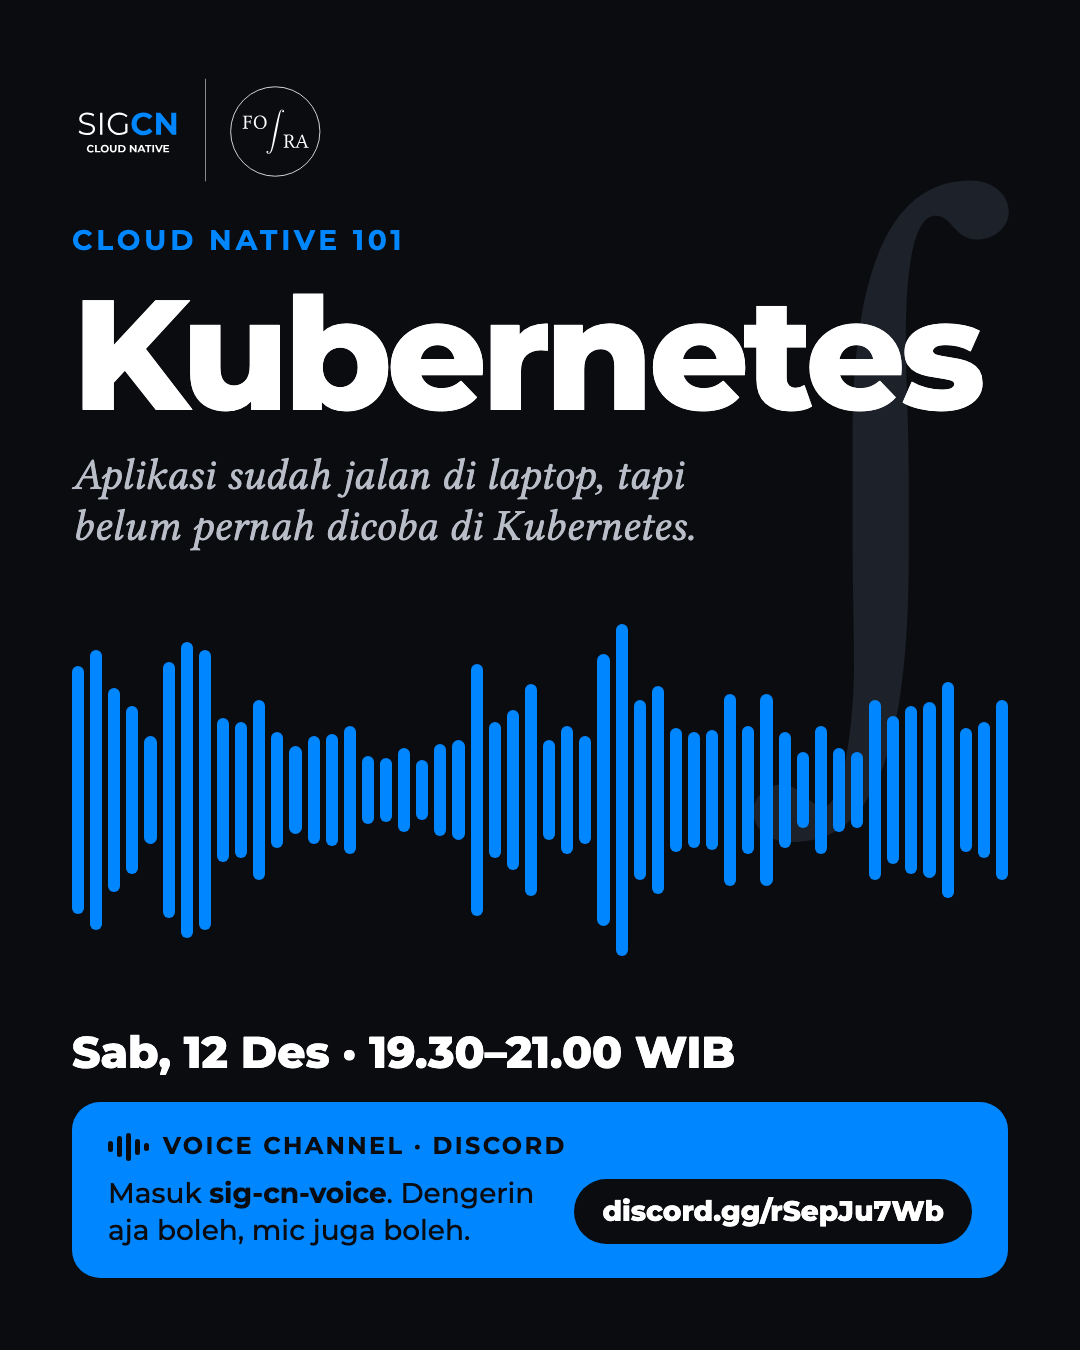 SIGCN
CLOUD NATIVE
FO∫RA
CLOUD NATIVE 101
Kubernetes
Aplikasi sudah jalan di laptop, tapi
belum pernah dicoba di Kubernetes.
Sab, 12 Des • 19.30–21.00 WIB
VOICE CHANNEL · DISCORD
Masuk sig-cn-voice. Dengerin
aja boleh, mic juga boleh.
discord.gg/rSepJu7Wb